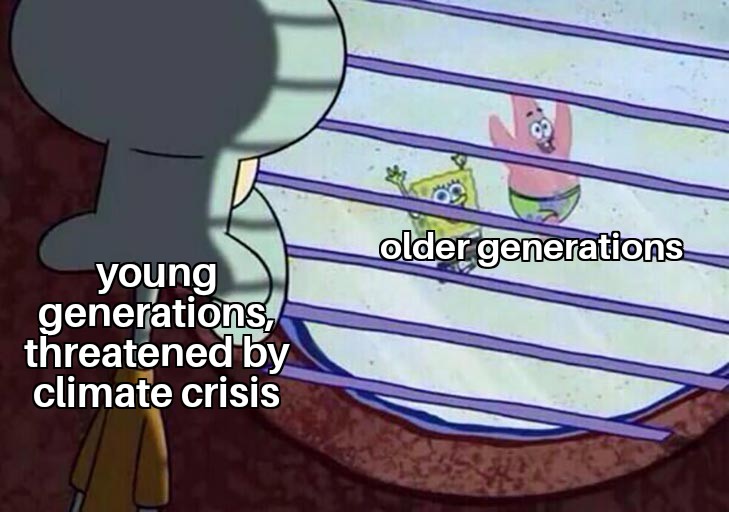 older generations
young
generations,
threatened by
climate crisis